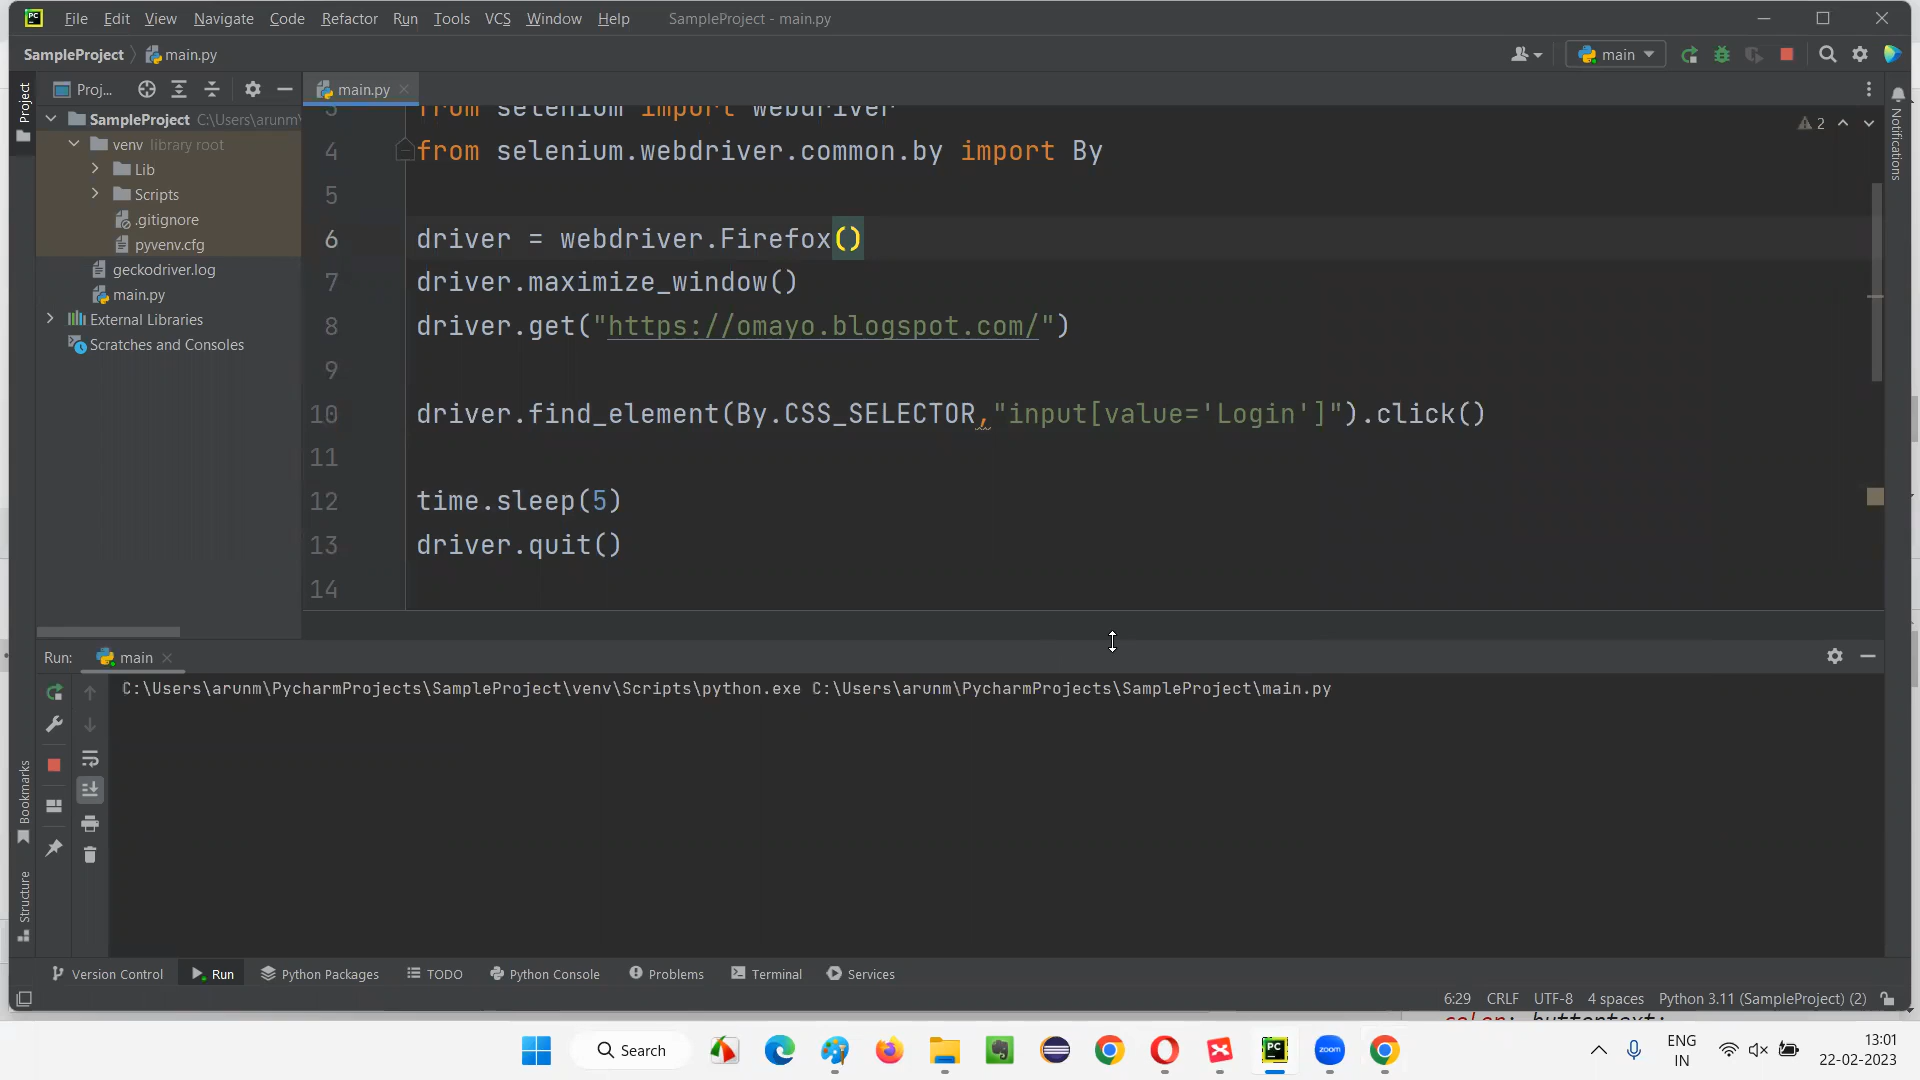 File Edit View Navigate Code Refactor Run Tools VCS Window Help SampleProject - main.py
SampleProject main.py main
Project Proj... main.py Notifications
SampleProject C:\Users\arunm\
venv library root
Lib
Scripts
.gitignore
pyvenv.cfg
geckodriver.log
main.py
External Libraries
Scratches and Consoles
2
3 from selenium import webdriver
4 from selenium.webdriver.common.by import By
5
6 driver = webdriver.Firefox()
7 driver.maximize_window()
8 driver.get("https://omayo.blogspot.com/")
9
10 driver.find_element(By.CSS_SELECTOR,"input[value='Login']").click()
11
12 time.sleep(5)
13 driver.quit()
14
Run: main
C:\Users\arunm\PycharmProjects\SampleProject\venv\Scripts\python.exe C:\Users\arunm\PycharmProjects\SampleProject\main.py
Bookmarks
Structure
Version Control Run Python Packages TODO Python Console Problems Terminal Services
6:29 CRLF UTF-8 4 spaces Python 3.11 (SampleProject) (2)
Search PC zoom ENG 13:01
IN 22-02-2023